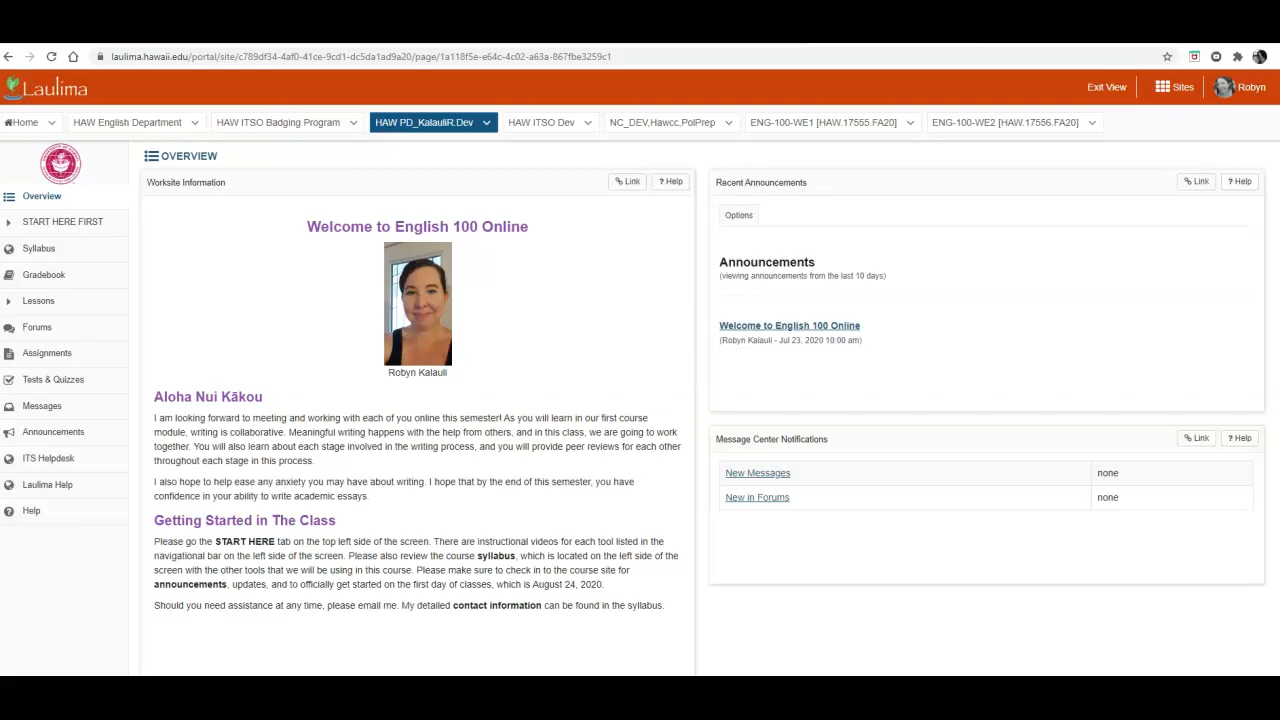 laulima.hawaii.edu/portal/site/c789df34-4af0-41ce-9cd1-dc5da1ad9a20/page/1a118f5e-e64c-4c02-a63a-867fbe3259c1
Laulima
Exit View
Sites
Robyn
Home
HAW English Department
HAW ITSO Badging Program
HAW PD_KalauliR.Dev
HAW ITSO Dev
NC_DEV,Hawcc,PolPrep
ENG-100-WE1 [HAW.17555.FA20]
ENG-100-WE2 [HAW.17556.FA20]
Overview
START HERE FIRST
Syllabus
Gradebook
Lessons
Forums
Assignments
Tests & Quizzes
Messages
Announcements
ITS Helpdesk
Laulima Help
Help
OVERVIEW
Worksite Information
Link
? Help
Welcome to English 100 Online
Robyn Kalauli
Aloha Nui Kākou
I am looking forward to meeting and working with each of you online this semester! As you will learn in our first course
module, writing is collaborative. Meaningful writing happens with the help from others, and in this class, we are going to work
together. You will also learn about each stage involved in the writing process, and you will provide peer reviews for each other
throughout each stage in this process.
I also hope to help ease any anxiety you may have about writing. I hope that by the end of this semester, you have
confidence in your ability to write academic essays.
Getting Started in The Class
Please go the START HERE tab on the top left side of the screen. There are instructional videos for each tool listed in the
navigational bar on the left side of the screen. Please also review the course syllabus, which is located on the left side of the
screen with the other tools that we will be using in this course. Please make sure to check in to the course site for
announcements, updates, and to officially get started on the first day of classes, which is August 24, 2020.
Should you need assistance at any time, please email me. My detailed contact information can be found in the syllabus.
Recent Announcements
Link
? Help
Options
Announcements
(viewing announcements from the last 10 days)
Welcome to English 100 Online
(Robyn Kalauli - Jul 23, 2020 10:00 am)
Message Center Notifications
Link
? Help
New Messages
none
New in Forums
none